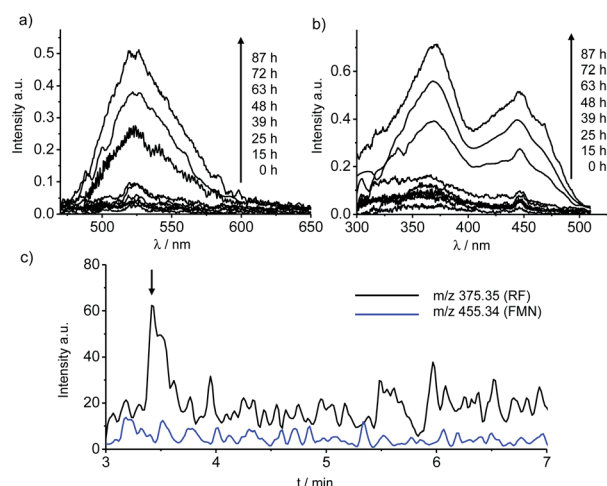 a)
b)
0.5
0.4
0.3
0.2
0.1
0.0
Intensity a.u.
500
550
600
650
λ / nm
87 h
72 h
63 h
48 h
39 h
25 h
15 h
0 h
0.6
0.4
0.2
0.0
Intensity a.u.
300
350
400
450
500
λ / nm
87 h
72 h
63 h
48 h
39 h
25 h
15 h
0 h
c)
80
60
40
20
0
Intensity a.u.
m/z 375.35 (RF)
m/z 455.34 (FMN)
3
4
5
6
7
t / min